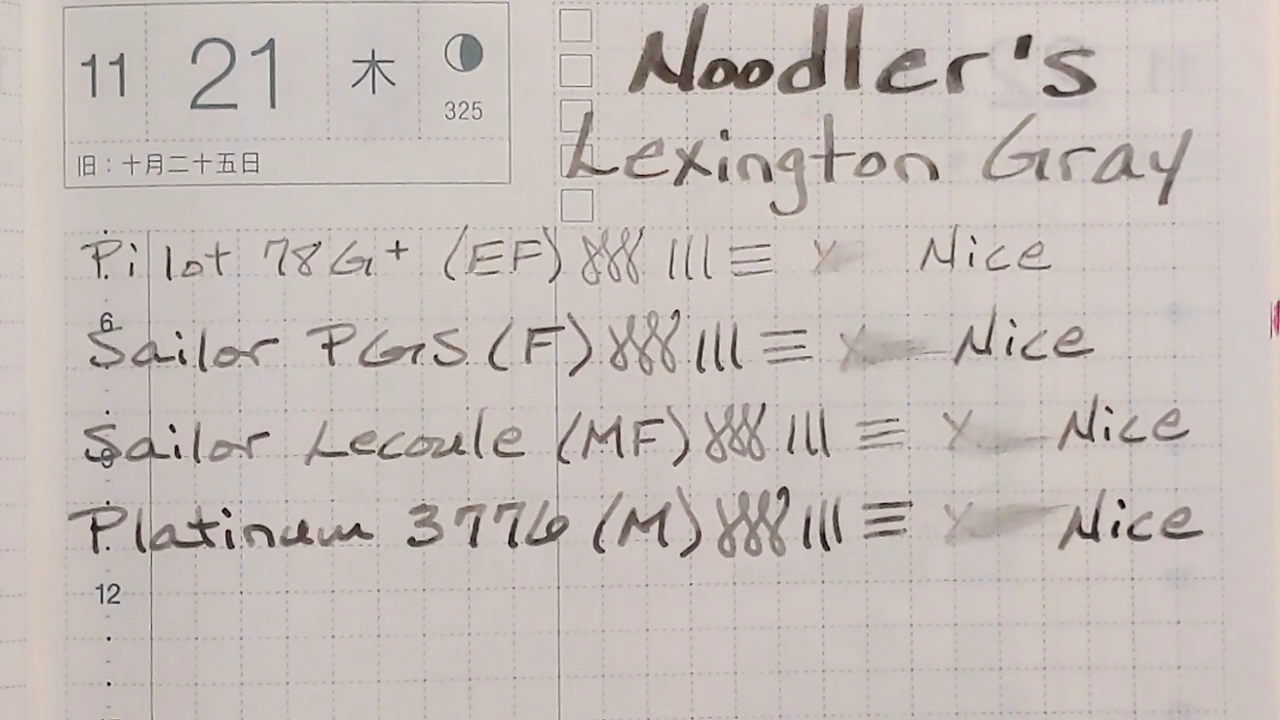 11 21 木
325
旧：十月二十五日
Noodler's
Lexington Gray
Pilot 78G+ (EF) X Nice
6
Sailor PGS (F) X Nice
Sailor Lecoule (MF) X Nice
9
Platinum 3776 (M) X Nice
12